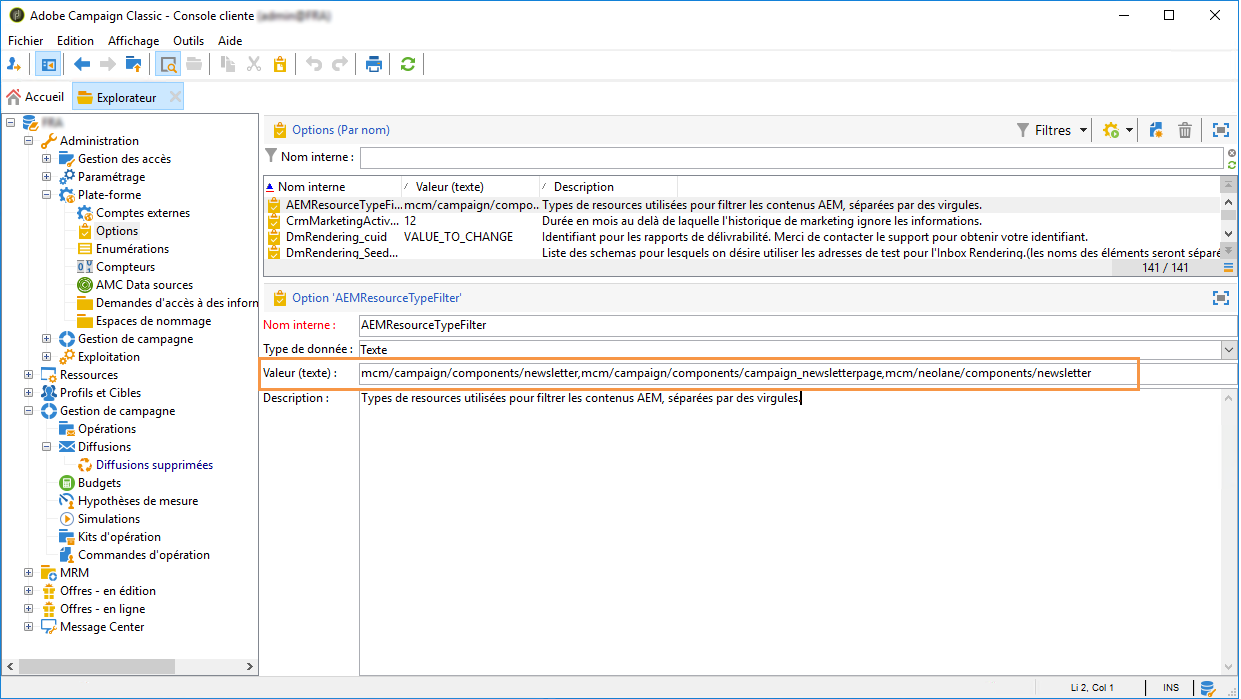 Adobe Campaign Classic - Console cliente
Fichier Edition Affichage Outils Aide
Accueil Explorateur
Administration
Gestion des accès
Paramétrage
Plate-forme
Comptes externes
Options
Enumérations
Compteurs
AMC Data sources
Demandes d'accès à des inforn
Espaces de nommage
Gestion de campagne
Exploitation
Ressources
Profils et Cibles
Gestion de campagne
Opérations
Diffusions
Diffusions supprimées
Budgets
Hypothèses de mesure
Simulations
Kits d'opération
Commandes d'opération
MRM
Offres - en édition
Offres - en ligne
Message Center
Options (Par nom) Filtres
Nom interne :
Nom interne Valeur (texte) Description
AEMResourceTypeFi... mcm/campaign/compo... Types de resources utilisées pour filtrer les contenus AEM, séparées par des virgules.
CrmMarketingActiv... 12 Durée en mois au delà de laquelle l'historique de marketing ignore les informations.
DmRendering_cuid VALUE_TO_CHANGE Identifiant pour les rapports de délivrabilité. Merci de contacter le support pour obtenir votre identifiant.
DmRendering_Seed... Liste des schemas pour lesquels on désire utiliser les adresses de test pour l'Inbox Rendering.(les noms des éléments seront séparé
141 / 141
Option 'AEMResourceTypeFilter'
Nom interne : AEMResourceTypeFilter
Type de donnée : Texte
Valeur (texte) : mcm/campaign/components/newsletter,mcm/campaign/components/campaign_newsletterpage,mcm/neolane/components/newsletter
Description : Types de resources utilisées pour filtrer les contenus AEM, séparées par des virgules.
Li 2, Col 1 INS